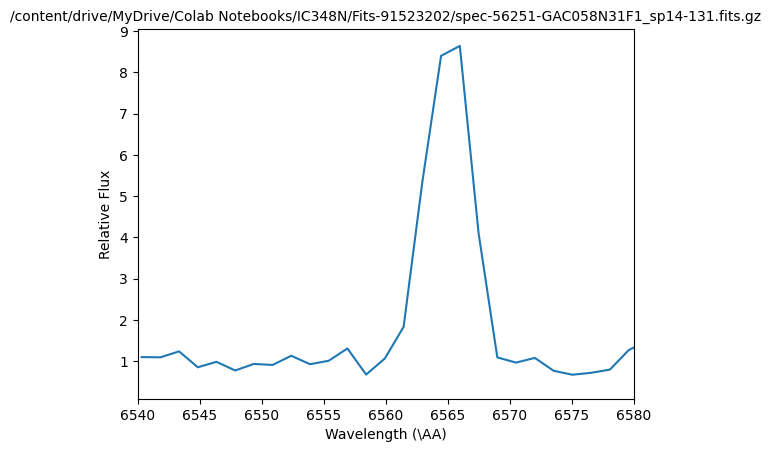 /content/drive/MyDrive/Colab Notebooks/IC348N/Fits-91523202/spec-56251-GAC058N31F1_sp14-131.fits.gz
9
8
7
6
5
4
3
2
1
Relative Flux
6540 6545 6550 6555 6560 6565 6570 6575 6580
Wavelength (\AA)